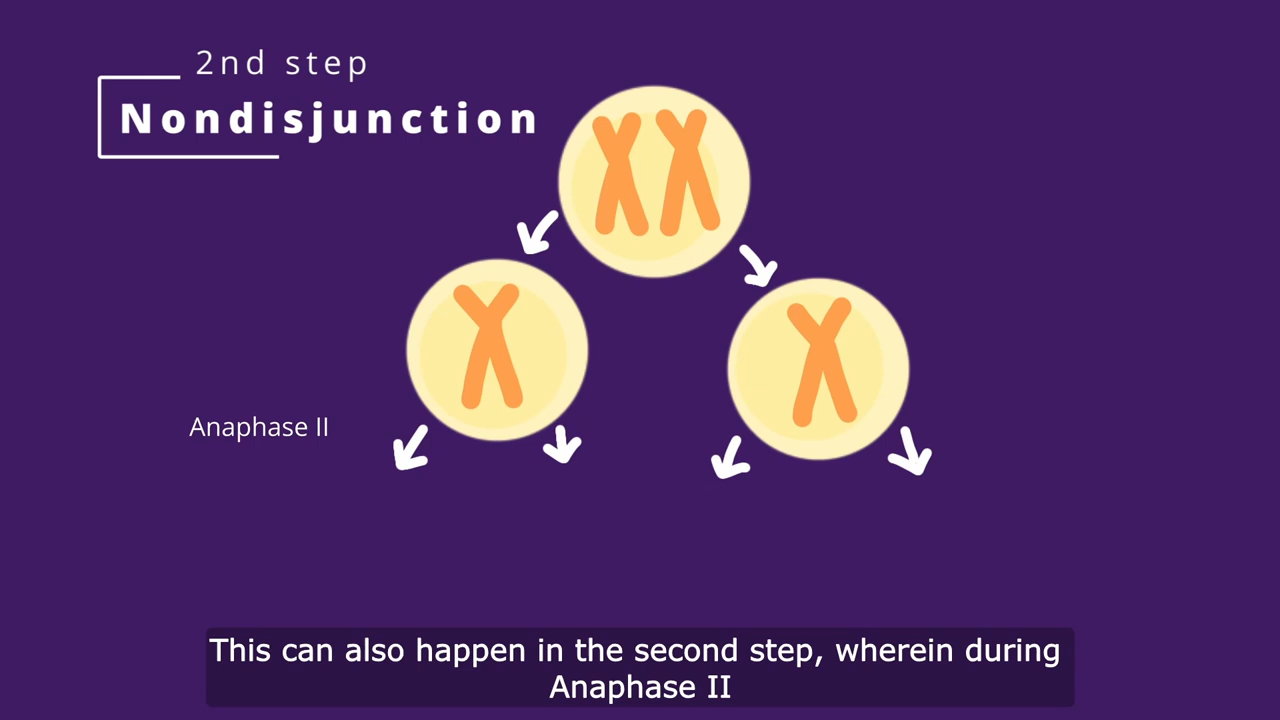 2nd step
Nondisjunction
Anaphase II
This can also happen in the second step, wherein during
Anaphase II